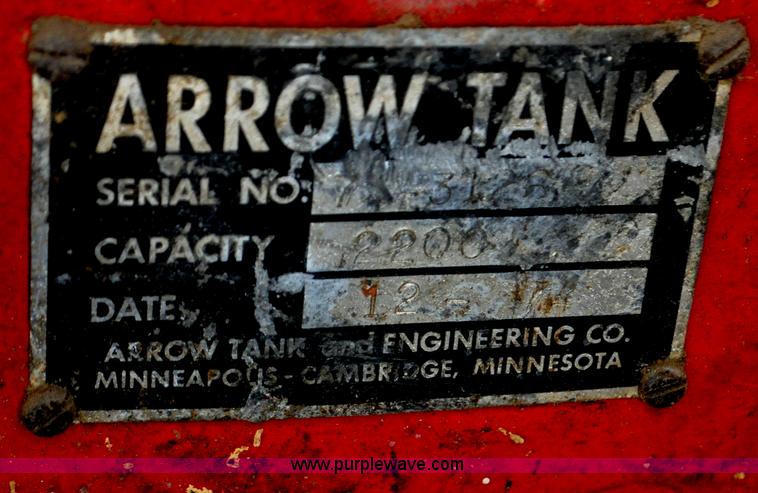 ARROW TANK
SERIAL NO.
CAPACITY 2200
DATE 12 -
ARROW TANK and ENGINEERING CO.
MINNEAPOLIS - CAMBRIDGE, MINNESOTA
www.purplewave.com